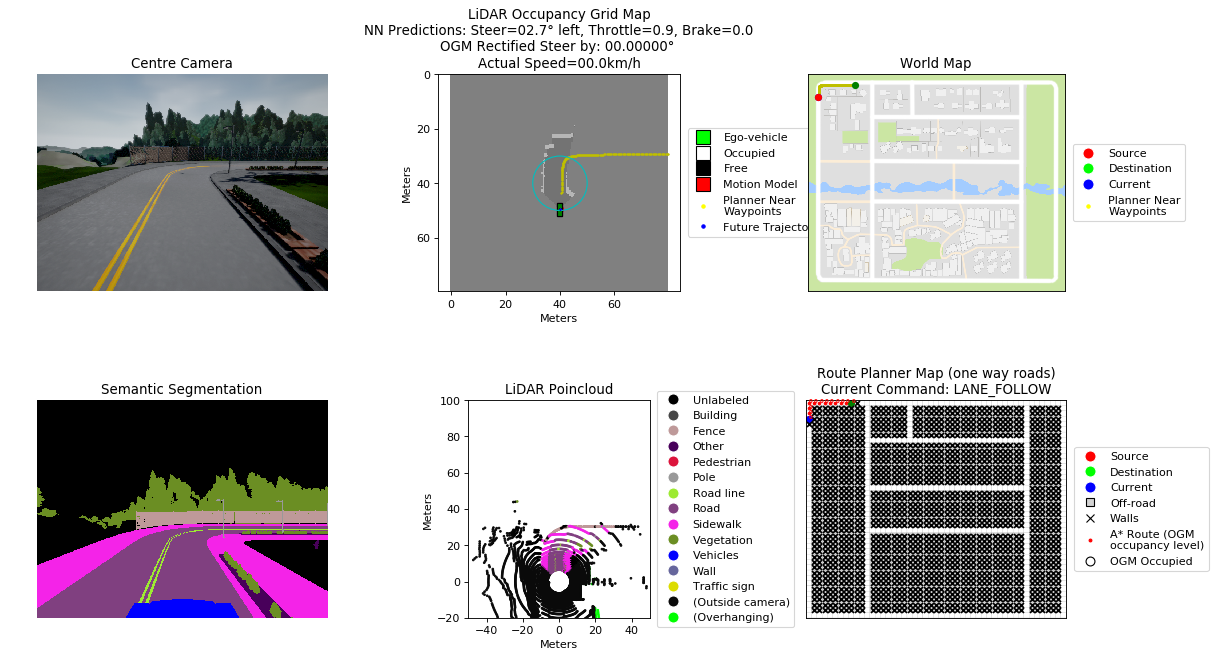 LiDAR Occupancy Grid Map
NN Predictions: Steer=02.7° left, Throttle=0.9, Brake=0.0
OGM Rectified Steer by: 00.00000°
Actual Speed=00.0km/h
Centre Camera
World Map
0
20
40
60
Meters
0
20
40
60
Meters
Ego-vehicle
Occupied
Free
Motion Model
Planner Near
Waypoints
Future Trajecto
Source
Destination
Current
Planner Near
Waypoints
Semantic Segmentation
LiDAR Poincloud
100
80
60
40
20
0
−20
Meters
−40
−20
0
20
40
Meters
Unlabeled
Building
Fence
Other
Pedestrian
Pole
Road line
Road
Sidewalk
Vegetation
Vehicles
Wall
Traffic sign
(Outside camera)
(Overhanging)
Route Planner Map (one way roads)
Current Command: LANE_FOLLOW
Source
Destination
Current
Off-road
Walls
A* Route (OGM
occupancy level)
OGM Occupied